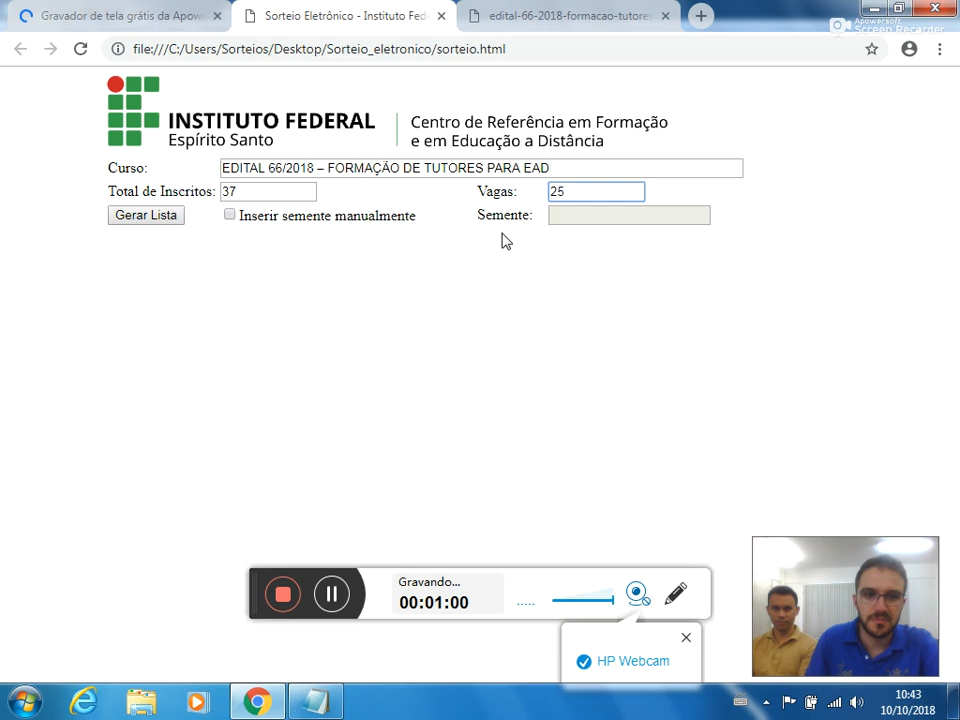 Gravador de tela grátis da Apow
Sorteio Eletrônico - Instituto Fed
edital-66-2018-formacao-tutores
Apowersoft
Screen Recorder
file:///C:/Users/Sorteios/Desktop/Sorteio_eletronico/sorteio.html
INSTITUTO FEDERAL
Espírito Santo
Centro de Referência em Formação
e em Educação a Distância
Curso: EDITAL 66/2018 – FORMAÇÃO DE TUTORES PARA EAD
Total de Inscritos: 37 Vagas: 25
Gerar Lista Inserir semente manualmente Semente:
Gravando...
00:01:00
HP Webcam
10:43
10/10/2018